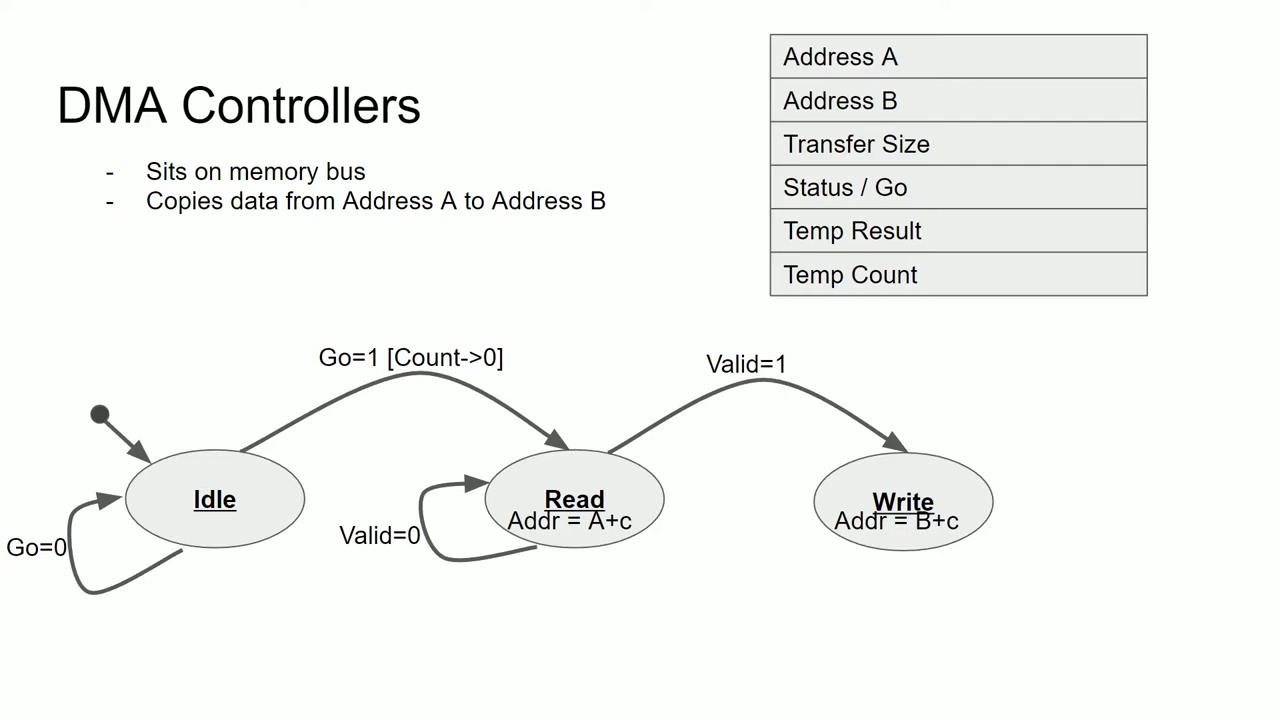 DMA Controllers
- Sits on memory bus
- Copies data from Address A to Address B
Address A
Address B
Transfer Size
Status / Go
Temp Result
Temp Count
Go=1 [Count->0]
Valid=1
Idle
Read
Addr = A+c
Write
Addr = B+c
Go=0
Valid=0